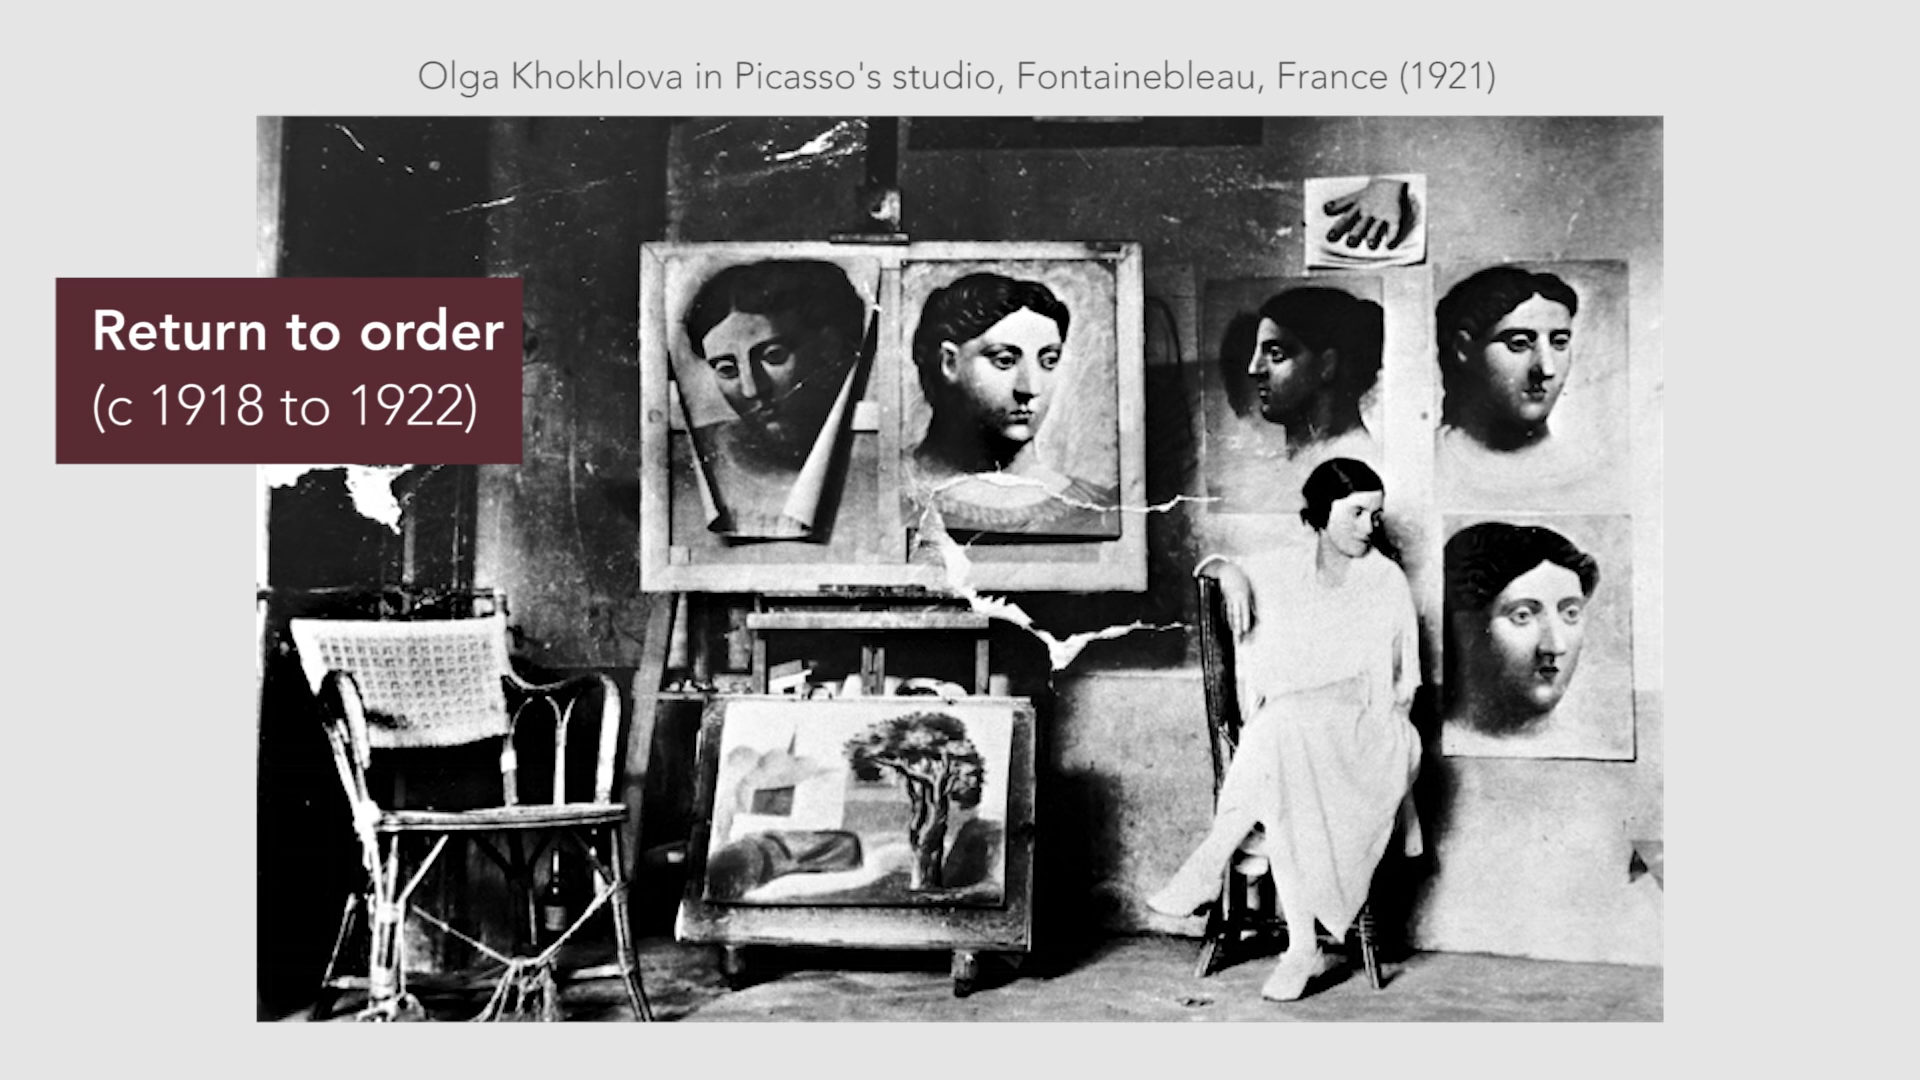 Olga Khokhlova in Picasso's studio, Fontainebleau, France (1921)
Return to order
(c 1918 to 1922)